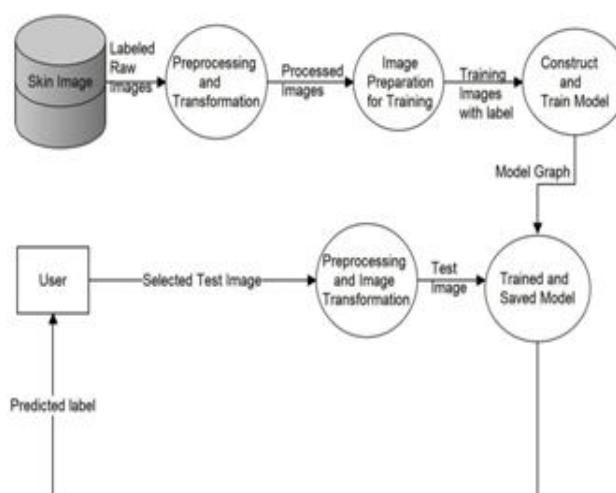 Skin Image
Labeled
Raw
Images
Preprocessing
and
Transformation
Processed
Images
Image
Preparation
for Training
Training
Images
with label
Construct
and
Train Model
Model Graph
User
Selected Test Image
Preprocessing
and Image
Transformation
Test
Image
Trained and
Saved Model
Predicted label